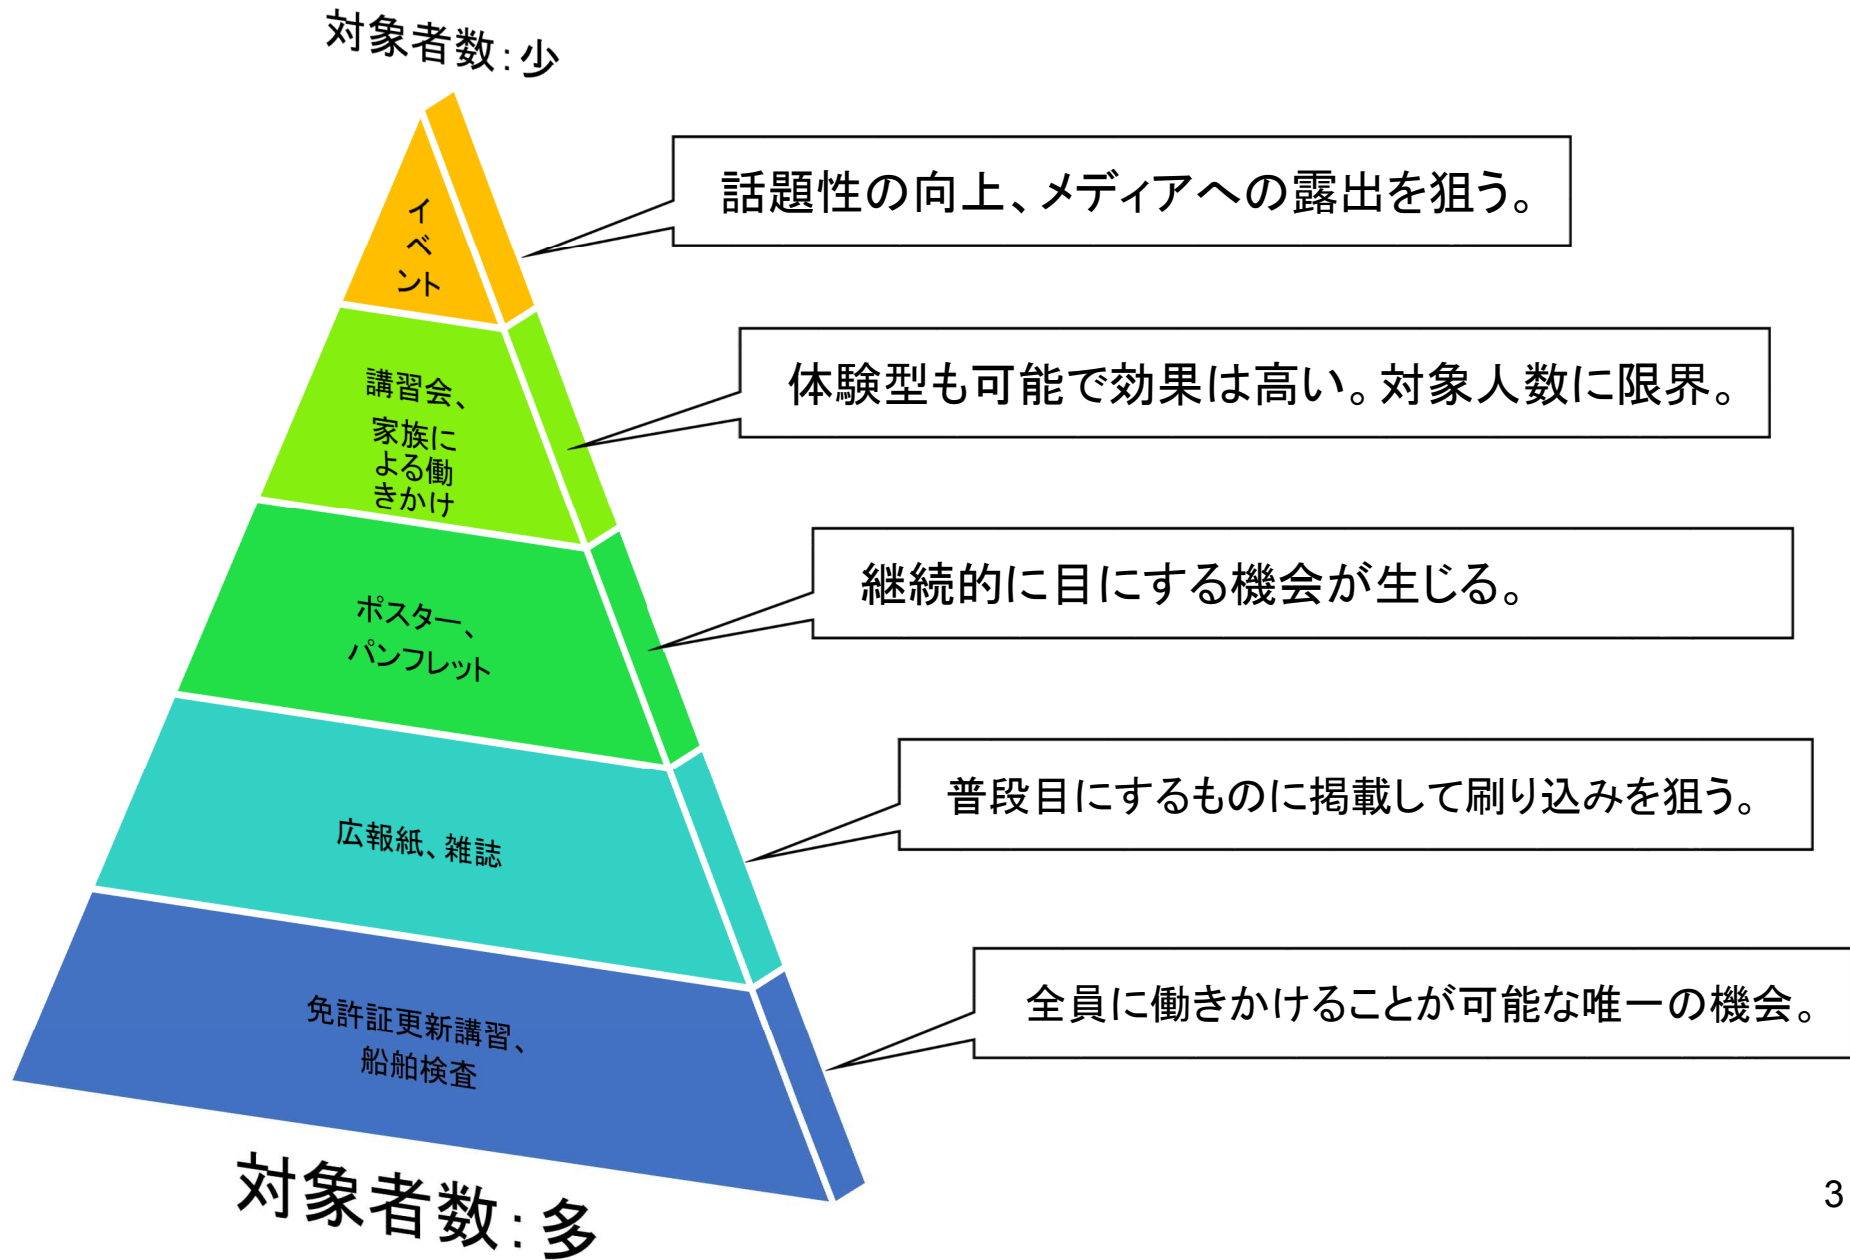 対象者数：少
イ
ベ
ント
話題性の向上、メディアへの露出を狙う。
講習会、
家族に
よる働
きかけ
体験型も可能で効果は高い。対象人数に限界。
ポスター、
パンフレット
継続的に目にする機会が生じる。
広報紙、雑誌
普段目にするものに掲載して刷り込みを狙う。
免許証更新講習、
船舶検査
全員に働きかけることが可能な唯一の機会。
対象者数：多
3